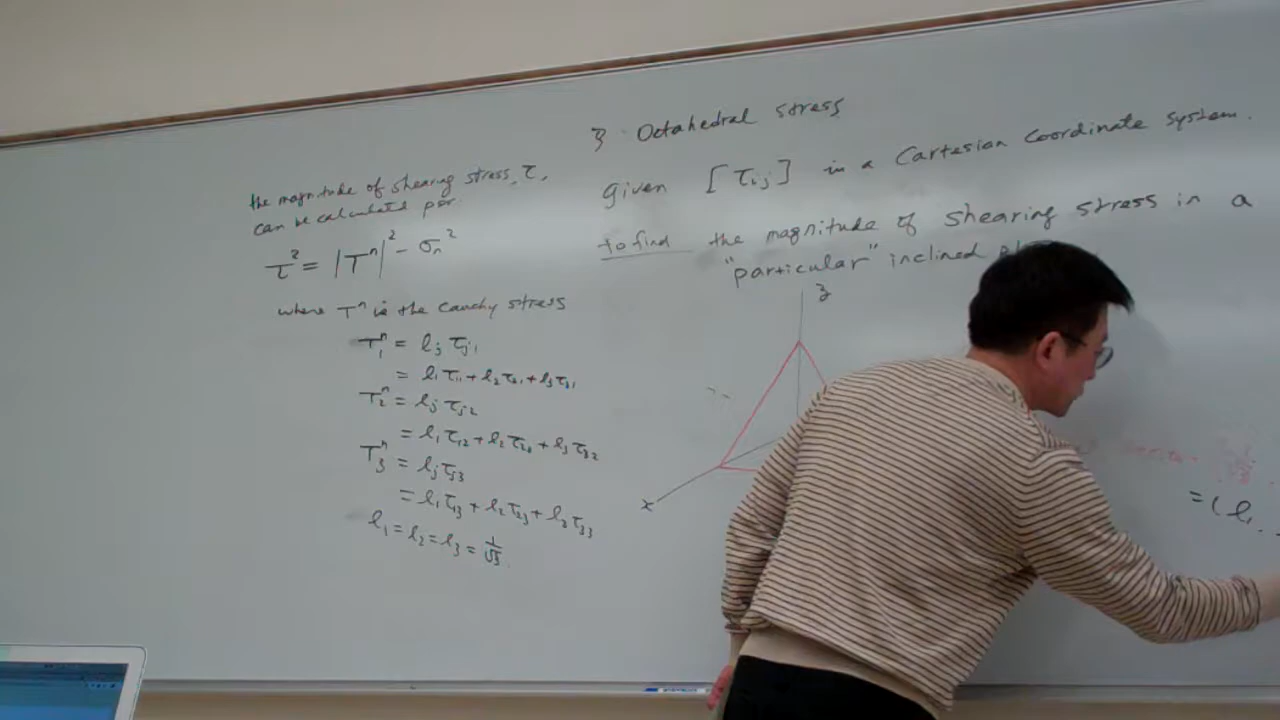 the magnitude of shearing stress, τ,
can be calculated per
τ² = |Tⁿ|² - σₙ²
where Tⁿ is the cauchy stress
T₁ⁿ = lⱼ τⱼ₁
= l₁τ₁₁ + l₂τ₂₁ + l₃τ₃₁
T₂ⁿ = lⱼ τⱼ₂
= l₁τ₁₂ + l₂τ₂₂ + l₃τ₃₂
T₃ⁿ = lⱼτⱼ₃
= l₁τ₁₃ + l₂τ₂₃ + l₃τ₃₃
l₁ = l₂ = l₃ = 1/√3
3 Octahedral stress
given [τᵢⱼ] in a Cartesian Coordinate system.
to find the magnitude of shearing stress in a
"particular" inclined
z
x
= (l₁,